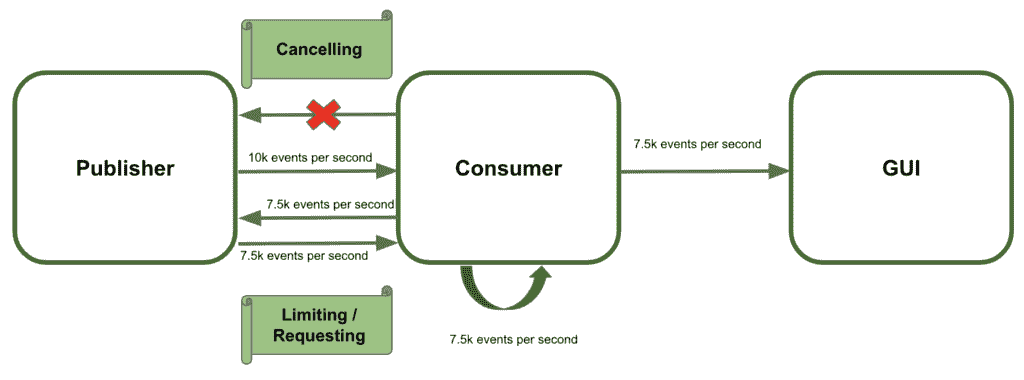 Cancelling
Publisher
10k events per second
7.5k events per second
7.5k events per second
Limiting /
Requesting
Consumer
7.5k events per second
7.5k events per second
GUI